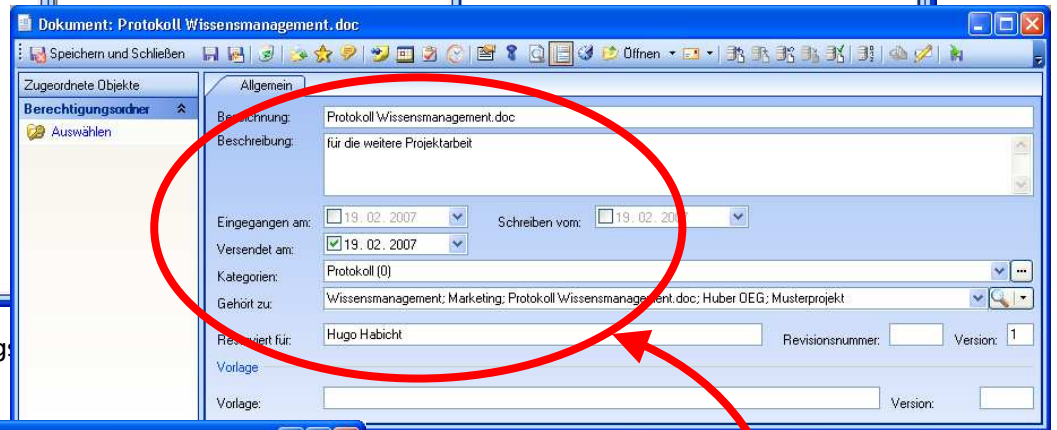 Dokument: Protokoll Wissensmanagement.doc
Speichern und Schließen Öffnen
Zugeordnete Objekte
Berechtigungsordner
Auswählen
Allgemein
Bezeichnung: Protokoll Wissensmanagement.doc
Beschreibung: für die weitere Projektarbeit
Eingegangen am: 19. 02. 2007 Schreiben vom: 19. 02. 2007
Versendet am: 19. 02. 2007
Kategorien: Protokoll (0) ...
Gehört zu: Wissensmanagement; Marketing; Protokoll Wissensmanagement.doc; Huber OEG; Musterprojekt
Reserviert für: Hugo Habicht Revisionsnummer: Version: 1
Vorlage
Vorlage: Version: